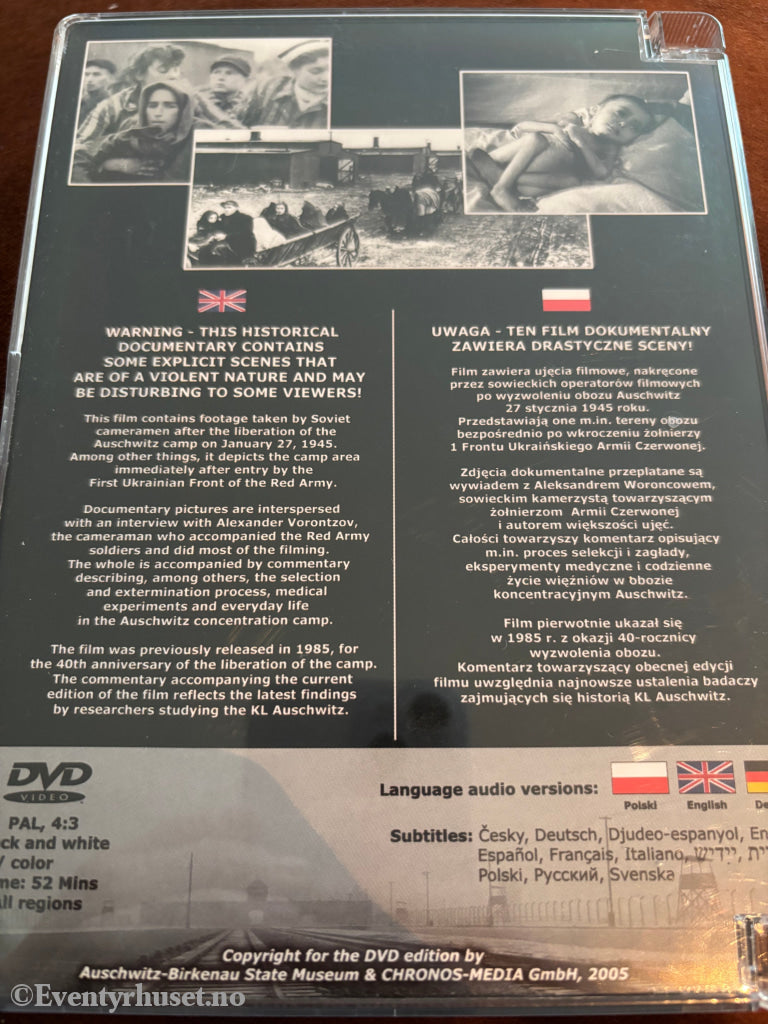 WARNING - THIS HISTORICAL
DOCUMENTARY CONTAINS
SOME EXPLICIT SCENES THAT
ARE OF A VIOLENT NATURE AND MAY
BE DISTURBING TO SOME VIEWERS!
This film contains footage taken by Soviet
cameramen after the liberation of the
Auschwitz camp on January 27, 1945.
Among other things, it depicts the camp area
immediately after entry by the
First Ukrainian Front of the Red Army.
Documentary pictures are interspersed
with an interview with Alexander Vorontzov,
the cameraman who accompanied the Red Army
soldiers and did most of the filming.
The whole is accompanied by commentary
describing, among others, the selection
and extermination process, medical
experiments and everyday life
in the Auschwitz concentration camp.
The film was previously released in 1985, for
the 40th anniversary of the liberation of the camp.
The commentary accompanying the current
edition of the film reflects the latest findings
by researchers studying the KL Auschwitz.
UWAGA - TEN FILM DOKUMENTALNY
ZAWIERA DRASTYCZNE SCENY!
Film zawiera ujęcia filmowe, nakręcone
przez sowieckich operatorów filmowych
po wyzwoleniu obozu Auschwitz
27 stycznia 1945 roku.
Przedstawiają one m.in. tereny obozu
bezpośrednio po wkroczeniu żołnierzy
1 Frontu Ukraińskiego Armii Czerwonej.
Zdjęcia dokumentalne przeplatane są
wywiadem z Aleksandrem Woroncowem,
sowieckim kamerzystą towarzyszącym
żołnierzom Armii Czerwonej
i autorem większości ujęć.
Całości towarzyszy komentarz opisujący
m.in. proces selekcji i zagłady,
eksperymenty medyczne i codzienne
życie więźniów w obozie
koncentracyjnym Auschwitz.
Film pierwotnie ukazał się
w 1985 r. z okazji 40-rocznicy
wyzwolenia obozu.
Komentarz towarzyszący obecnej edycji
filmu uwzględnia najnowsze ustalenia badaczy
zajmujących się historią KL Auschwitz.
DVD
VIDEO
PAL, 4:3
ck and white
/ color
me: 52 Mins
ll regions
Language audio versions:
Polski English De
Subtitles: Česky, Deutsch, Djudeo-espanyol, En
Español, Français, Italiano, ייִדיש, ית
Polski, Русский, Svenska
Copyright for the DVD edition by
Auschwitz-Birkenau State Museum & CHRONOS-MEDIA GmbH, 2005
©Eventyrhuset.no